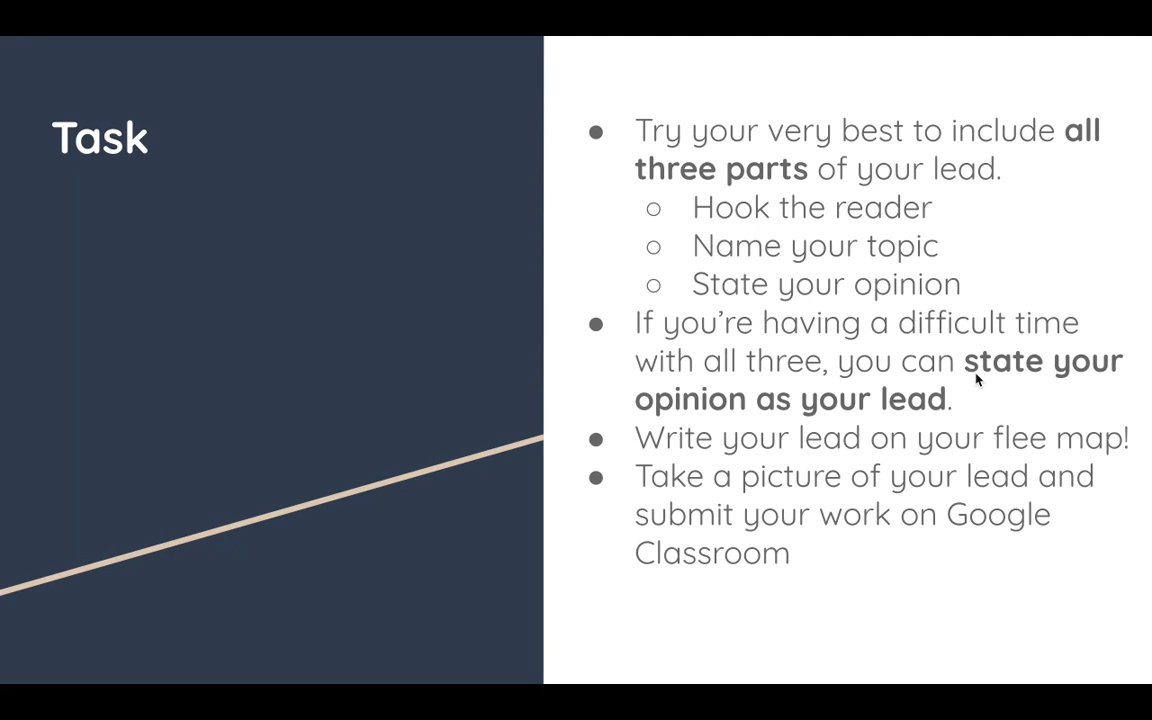 Task
● Try your very best to include all
three parts of your lead.
○ Hook the reader
○ Name your topic
○ State your opinion
● If you’re having a difficult time
with all three, you can state your
opinion as your lead.
● Write your lead on your flee map!
● Take a picture of your lead and
submit your work on Google
Classroom